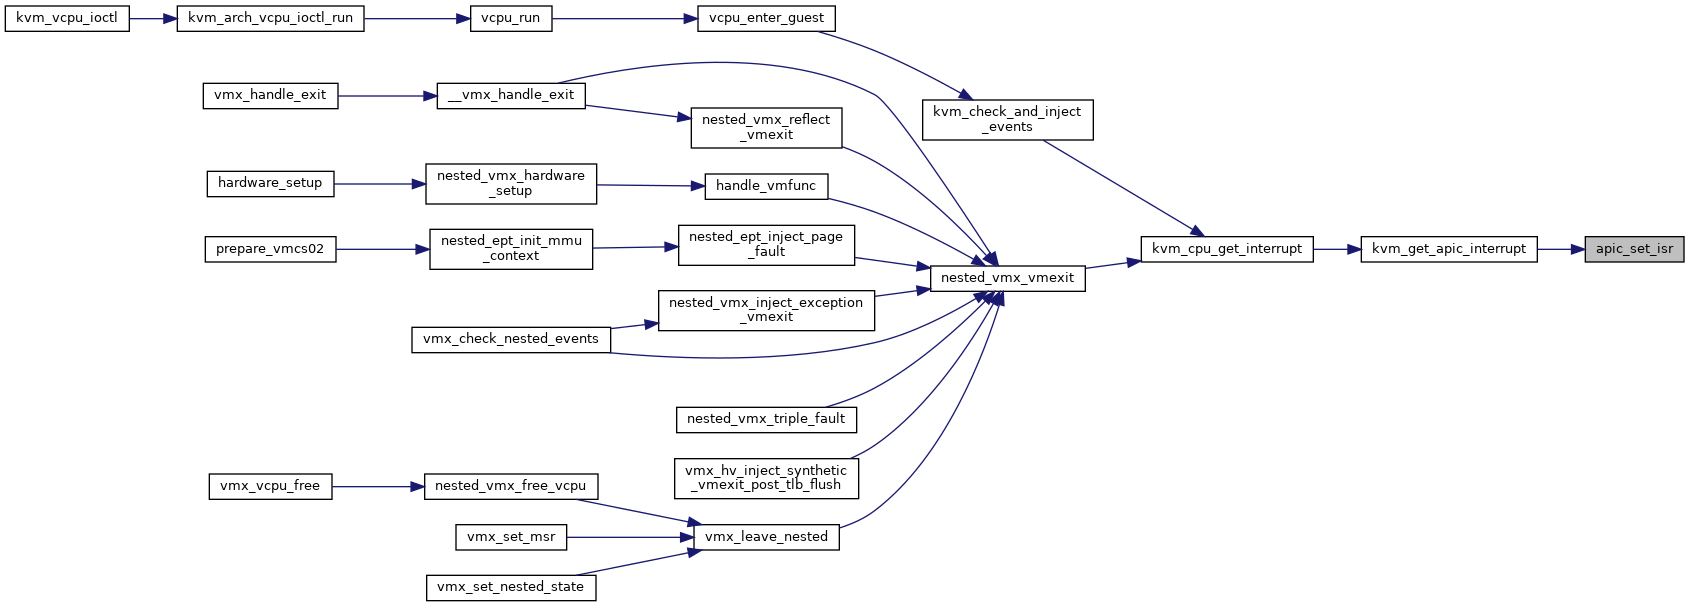 kvm_vcpu_ioctl
kvm_arch_vcpu_ioctl_run
vcpu_run
vcpu_enter_guest
vmx_handle_exit
__vmx_handle_exit
nested_vmx_reflect
_vmexit
kvm_check_and_inject
_events
hardware_setup
nested_vmx_hardware
_setup
handle_vmfunc
prepare_vmcs02
nested_ept_init_mmu
_context
nested_ept_inject_page
_fault
nested_vmx_vmexit
kvm_cpu_get_interrupt
kvm_get_apic_interrupt
apic_set_isr
nested_vmx_inject_exception
_vmexit
vmx_check_nested_events
nested_vmx_triple_fault
vmx_hv_inject_synthetic
_vmexit_post_tlb_flush
vmx_vcpu_free
nested_vmx_free_vcpu
vmx_set_msr
vmx_leave_nested
vmx_set_nested_state